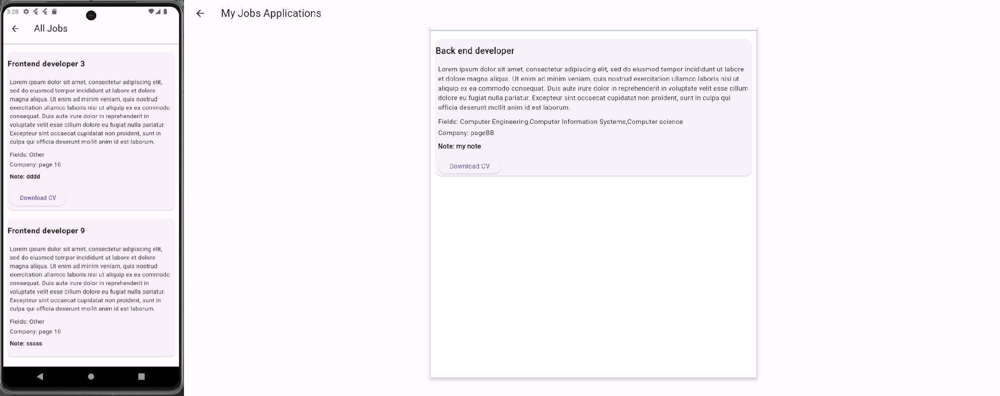 3:28
All Jobs
Frontend developer 3
Lorem ipsum dolor sit amet, consectetur adipiscing elit,
sed do eiusmod tempor incididunt ut labore et dolore
magna aliqua. Ut enim ad minim veniam, quis nostrud
exercitation ullamco laboris nisi ut aliquip ex ea commodo
consequat. Duis aute irure dolor in reprehenderit in
voluptate velit esse cillum dolore eu fugiat nulla pariatur.
Excepteur sint occaecat cupidatat non proident, sunt in
culpa qui officia deserunt mollit anim id est laborum.
Fields: Other
Company: page 10
Note: dddd
Download CV
Frontend developer 9
Lorem ipsum dolor sit amet, consectetur adipiscing elit,
sed do eiusmod tempor incididunt ut labore et dolore
magna aliqua. Ut enim ad minim veniam, quis nostrud
exercitation ullamco laboris nisi ut aliquip ex ea commodo
consequat. Duis aute irure dolor in reprehenderit in
voluptate velit esse cillum dolore eu fugiat nulla pariatur.
Excepteur sint occaecat cupidatat non proident, sunt in
culpa qui officia deserunt mollit anim id est laborum.
Fields: Other
Company: page 10
Note: sssss
My Jobs Applications
Back end developer
Lorem ipsum dolor sit amet, consectetur adipiscing elit, sed do eiusmod tempor incididunt ut labore
et dolore magna aliqua. Ut enim ad minim veniam, quis nostrud exercitation ullamco laboris nisi ut
aliquip ex ea commodo consequat. Duis aute irure dolor in reprehenderit in voluptate velit esse cillum
dolore eu fugiat nulla pariatur. Excepteur sint occaecat cupidatat non proident, sunt in culpa qui
officia deserunt mollit anim id est laborum.
Fields: Computer Engineering,Computer Information Systems,Computer science
Company: pageBB
Note: my note
Download CV